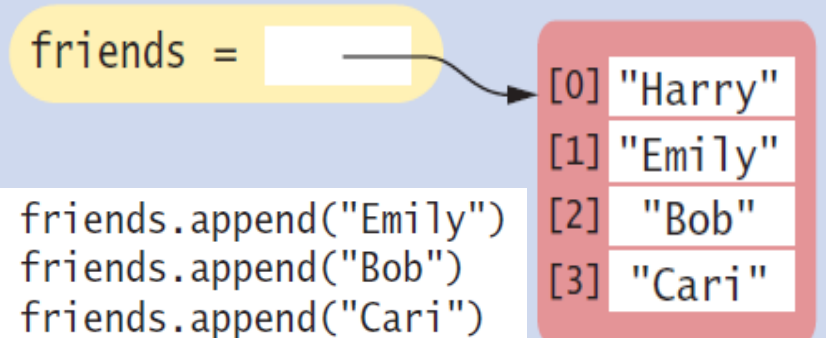 friends =
[0] "Harry"
[1] "Emily"
[2] "Bob"
[3] "Cari"
friends.append("Emily")
friends.append("Bob")
friends.append("Cari")